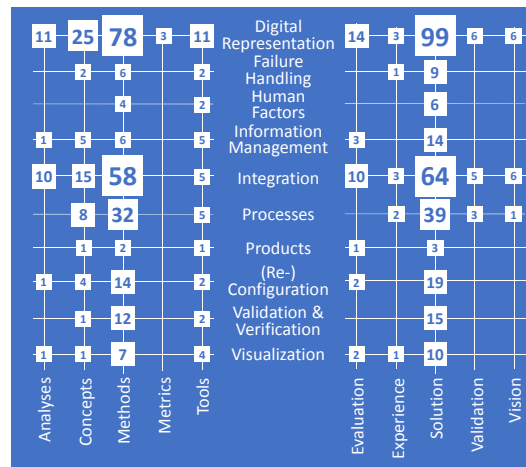 11 25 78 3 11 Digital Representation 14 3 99 6 6
2 6 2 Failure Handling 1 9
4 2 Human Factors 6
1 5 6 5 Information Management 3 14
10 15 58 5 Integration 10 3 64 5 6
8 32 5 Processes 2 39 3 1
1 2 1 Products 1 3
1 4 14 2 (Re-) Configuration 2 19
1 12 2 Validation & Verification 15
1 1 7 4 Visualization 2 1 10
Analyses Concepts Methods Metrics Tools Evaluation Experience Solution Validation Vision